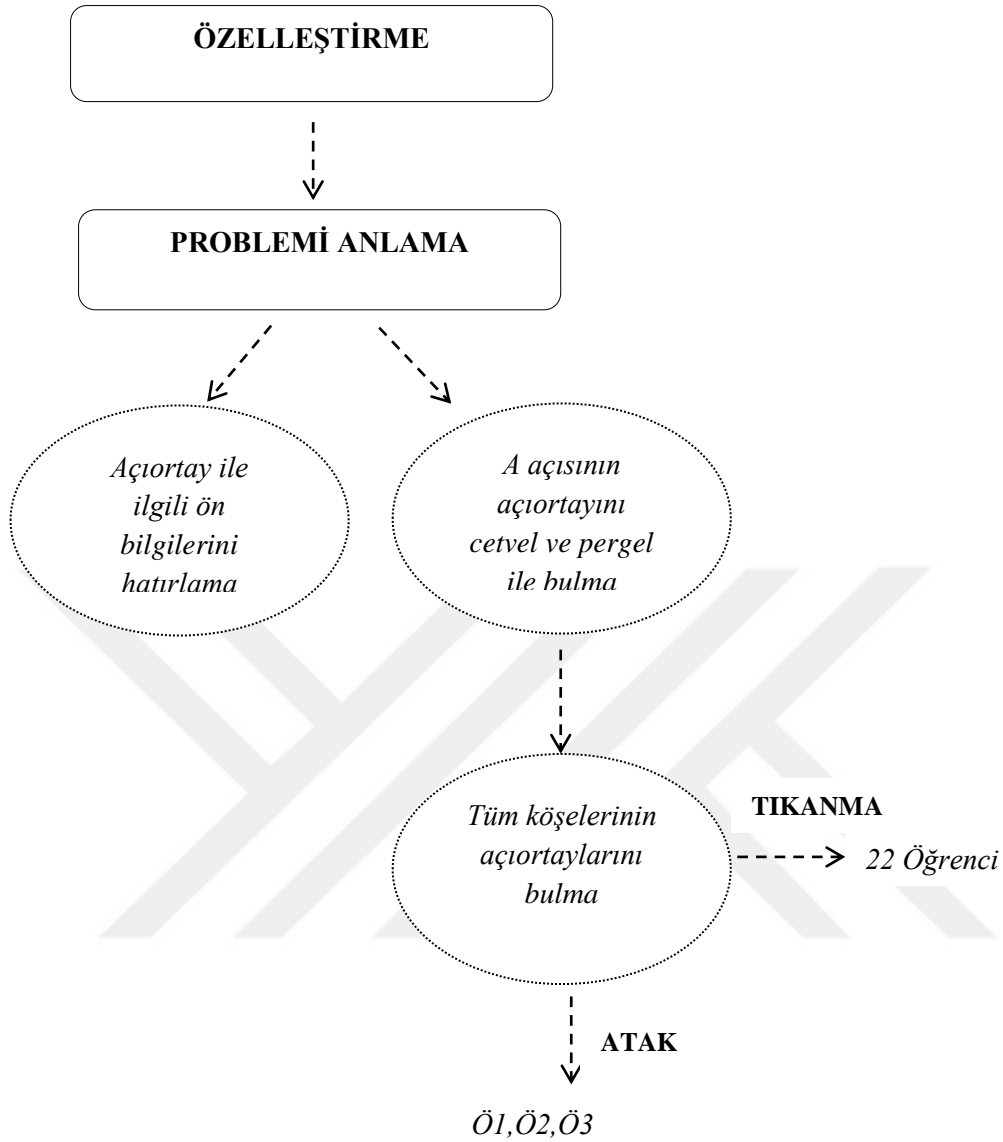 ÖZELLEŞTİRME
PROBLEMİ ANLAMA
Açıortay ile
ilgili ön
bilgilerini
hatırlama
A açısının
açıortayını
cetvel ve pergel
ile bulma
Tüm köşelerinin
açıortaylarını
bulma
TIKANMA
22 Öğrenci
ATAK
Ö1,Ö2,Ö3